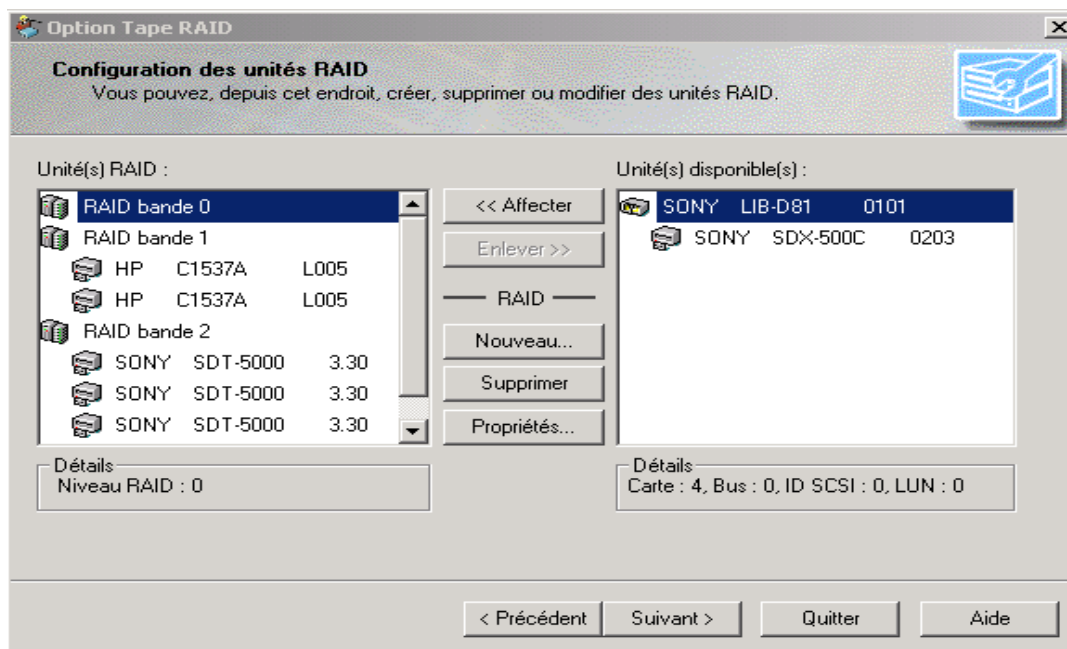 Option Tape RAID
Configuration des unités RAID
Vous pouvez, depuis cet endroit, créer, supprimer ou modifier des unités RAID.
Unité(s) RAID :
RAID bande 0
RAID bande 1
HP C1537A L005
HP C1537A L005
RAID bande 2
SONY SDT-5000 3.30
SONY SDT-5000 3.30
SONY SDT-5000 3.30
Détails
Niveau RAID : 0
<< Affecter
Enlever >>
RAID
Nouveau...
Supprimer
Propriétés...
Unité(s) disponible(s) :
SONY LIB-D81 0101
SONY SDX-500C 0203
Détails
Carte : 4, Bus : 0, ID SCSI : 0, LUN : 0
< Précédent
Suivant >
Quitter
Aide